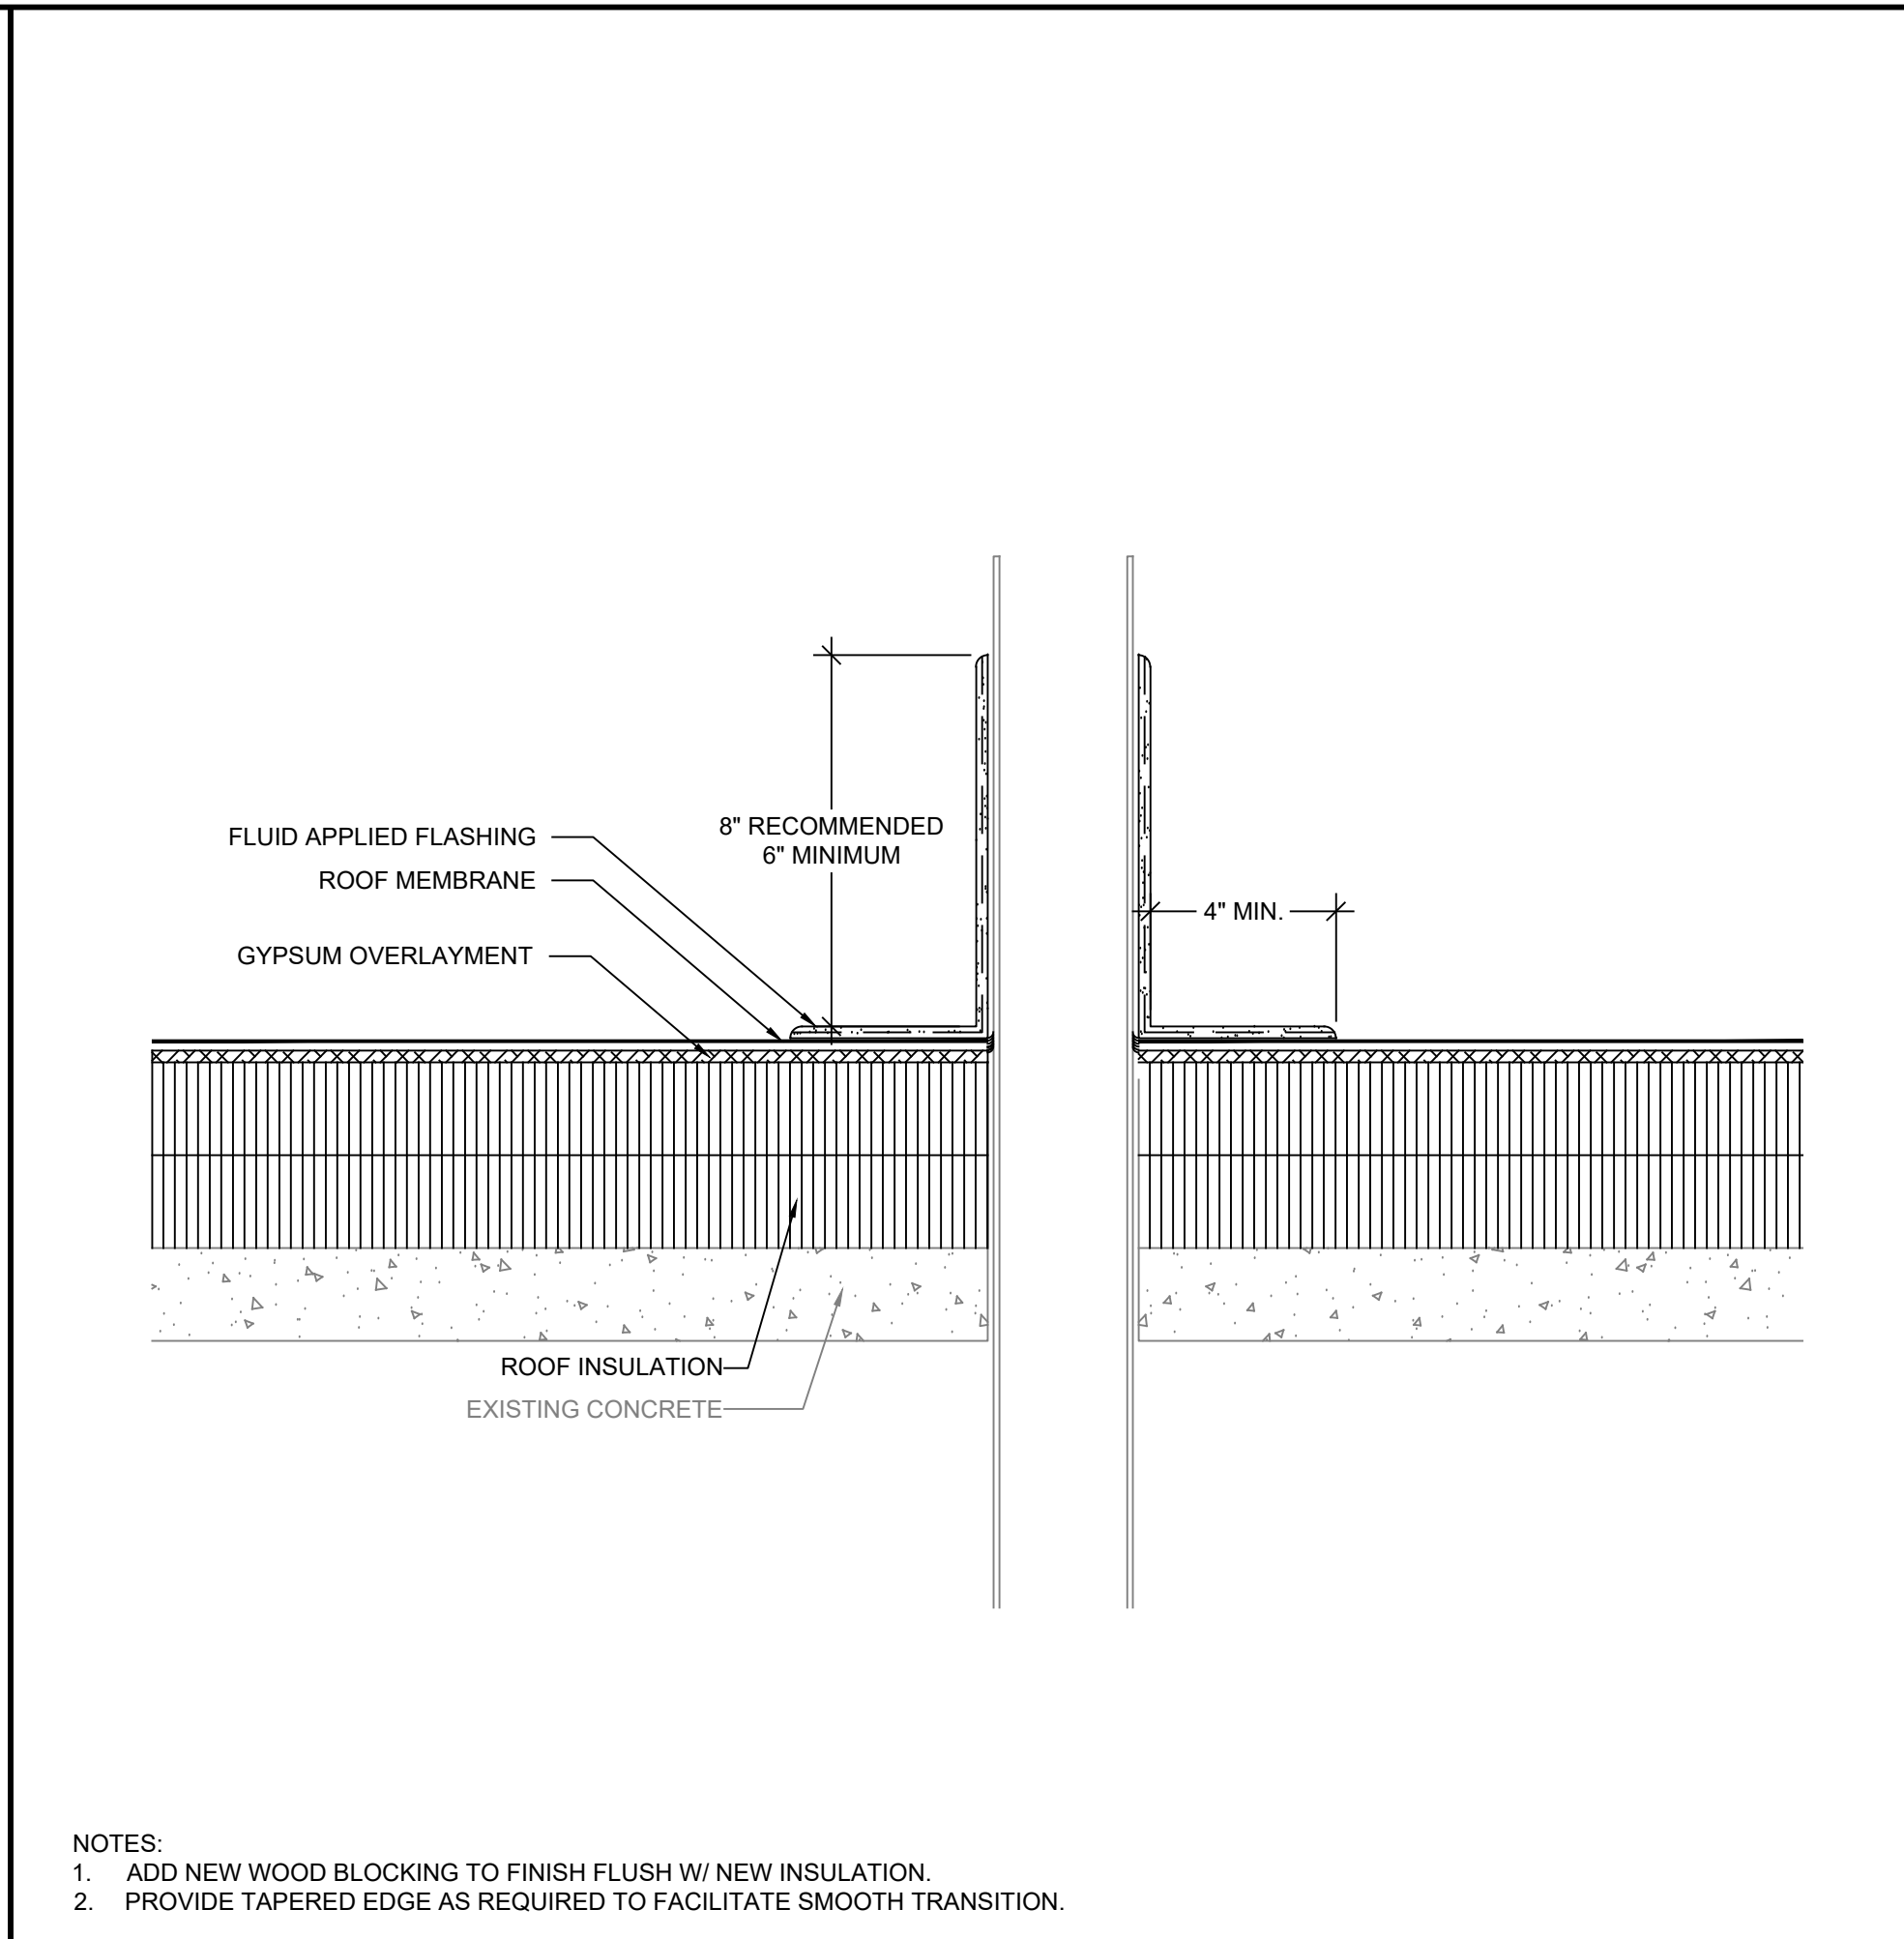 8" RECOMMENDED
6" MINIMUM
FLUID APPLIED FLASHING
ROOF MEMBRANE
GYPSUM OVERLAYMENT
4" MIN.
ROOF INSULATION
EXISTING CONCRETE
NOTES:
1. ADD NEW WOOD BLOCKING TO FINISH FLUSH W/ NEW INSULATION.
2. PROVIDE TAPERED EDGE AS REQUIRED TO FACILITATE SMOOTH TRANSITION.